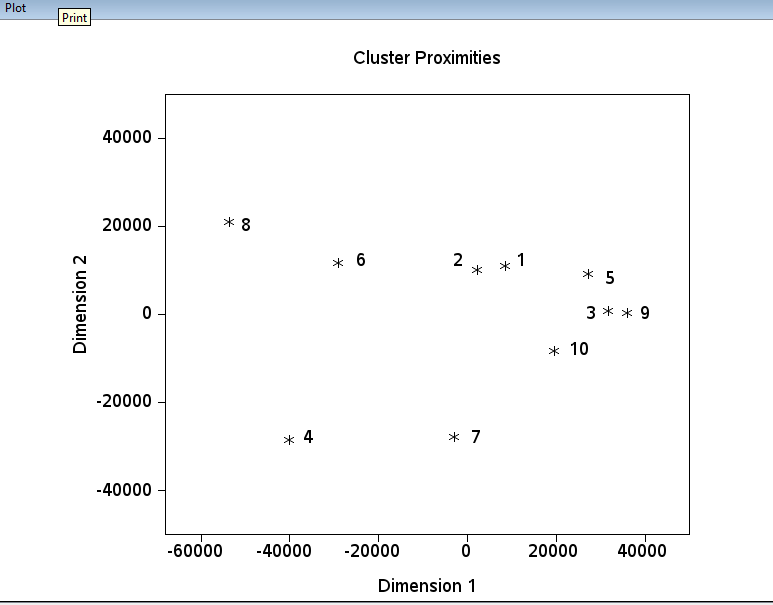 Plot
Print
Cluster Proximities
40000
20000
0
-20000
-40000
Dimension 2
8
6
2
1
5
3
9
10
4
7
-60000 -40000 -20000 0 20000 40000
Dimension 1